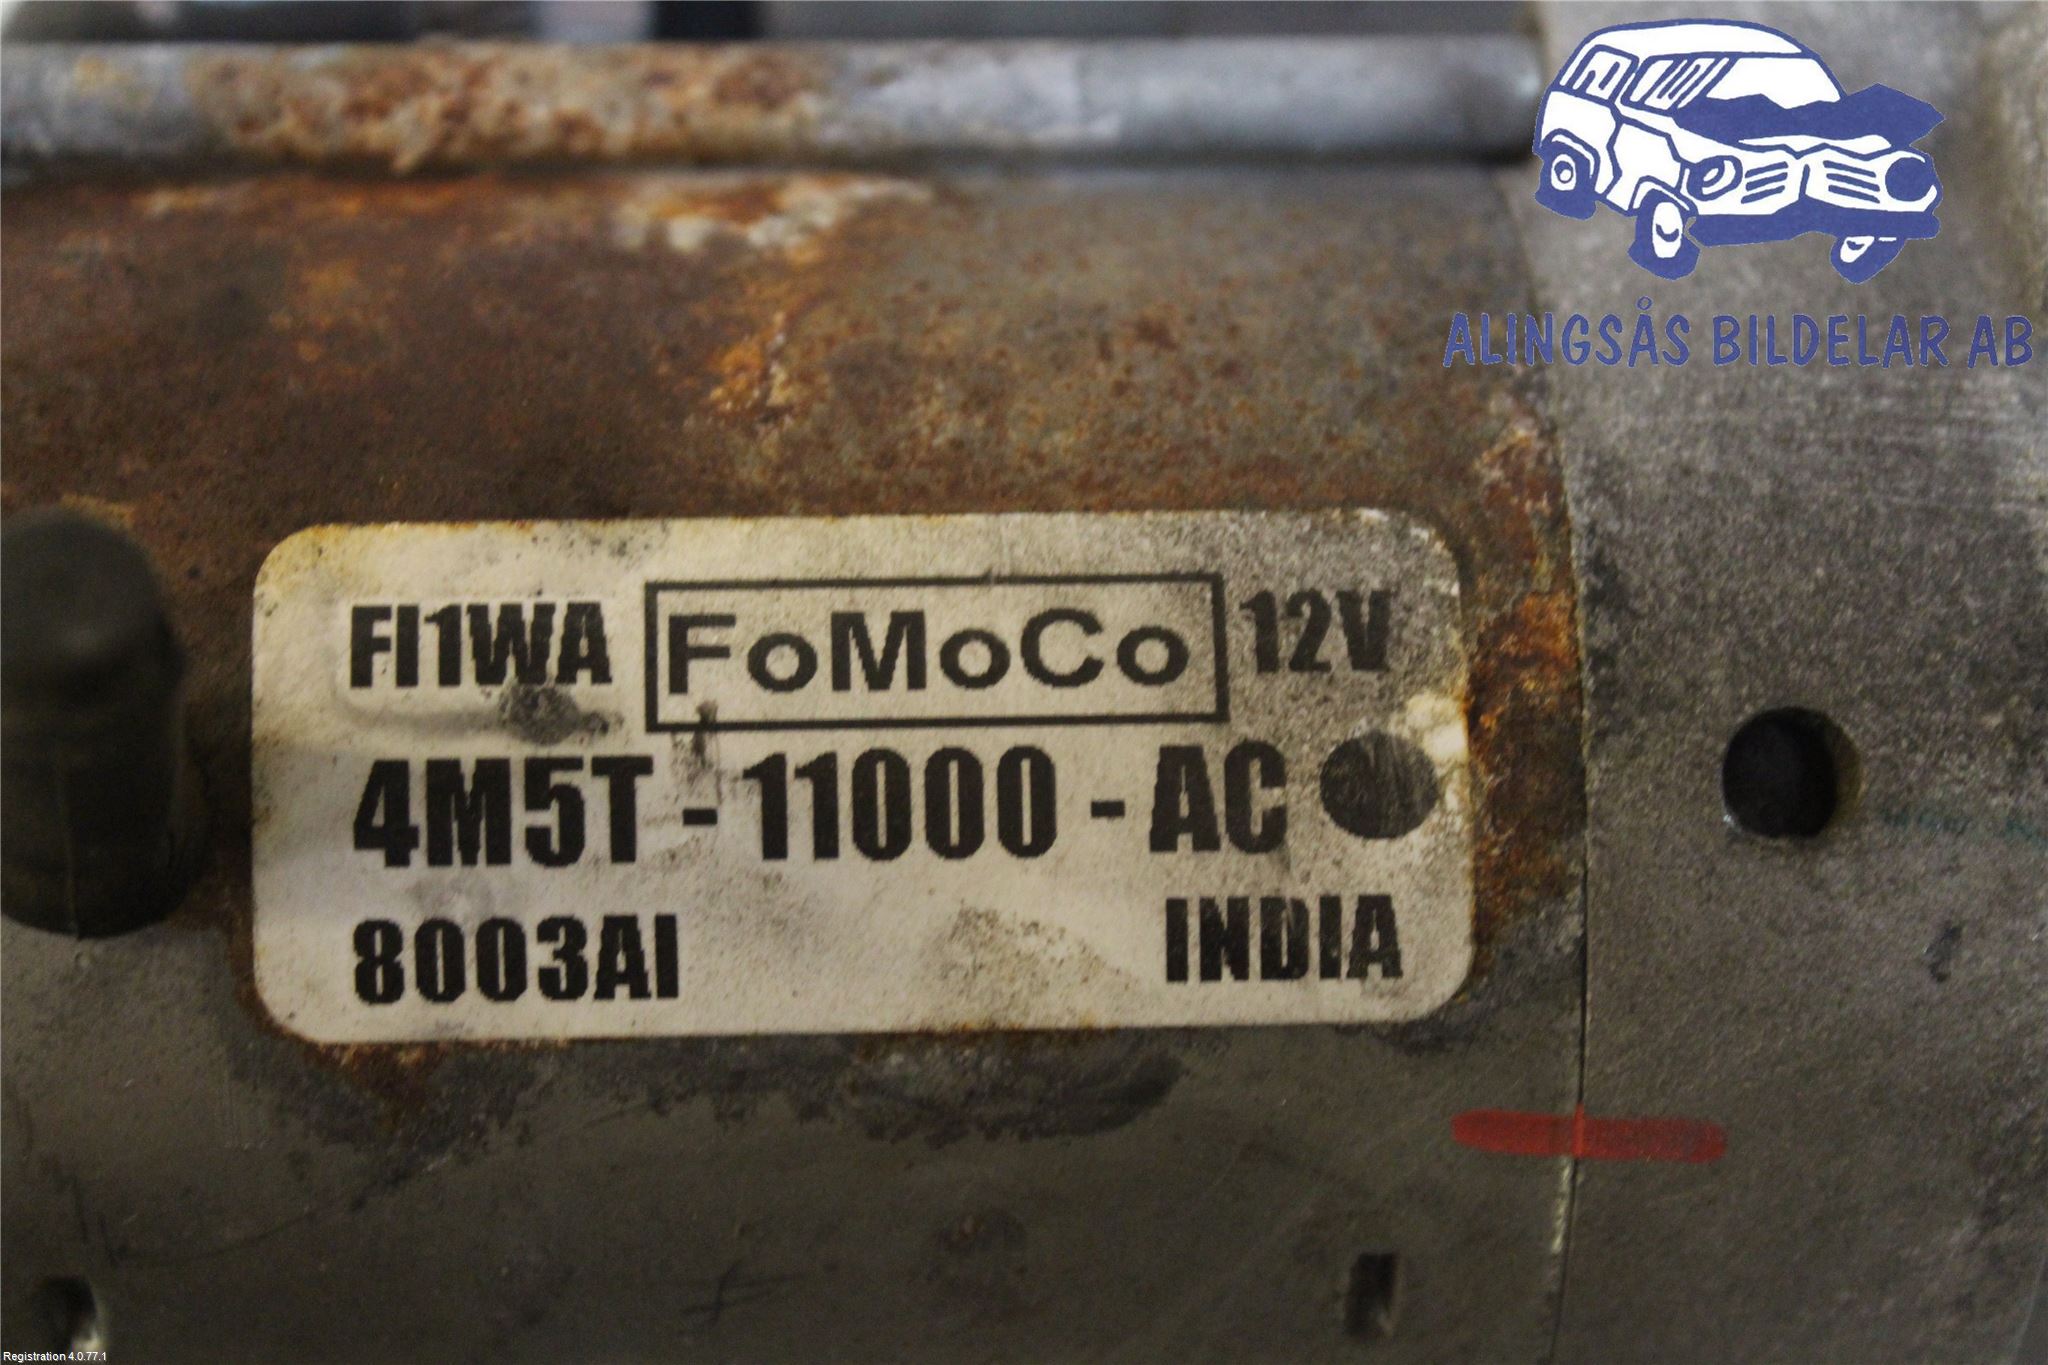 ALINGSÅS BILDELAR AB
FI1WA FoMoCo 12V
4M5T - 11000 - AC
8003AI INDIA
Registration 4.0.77.1